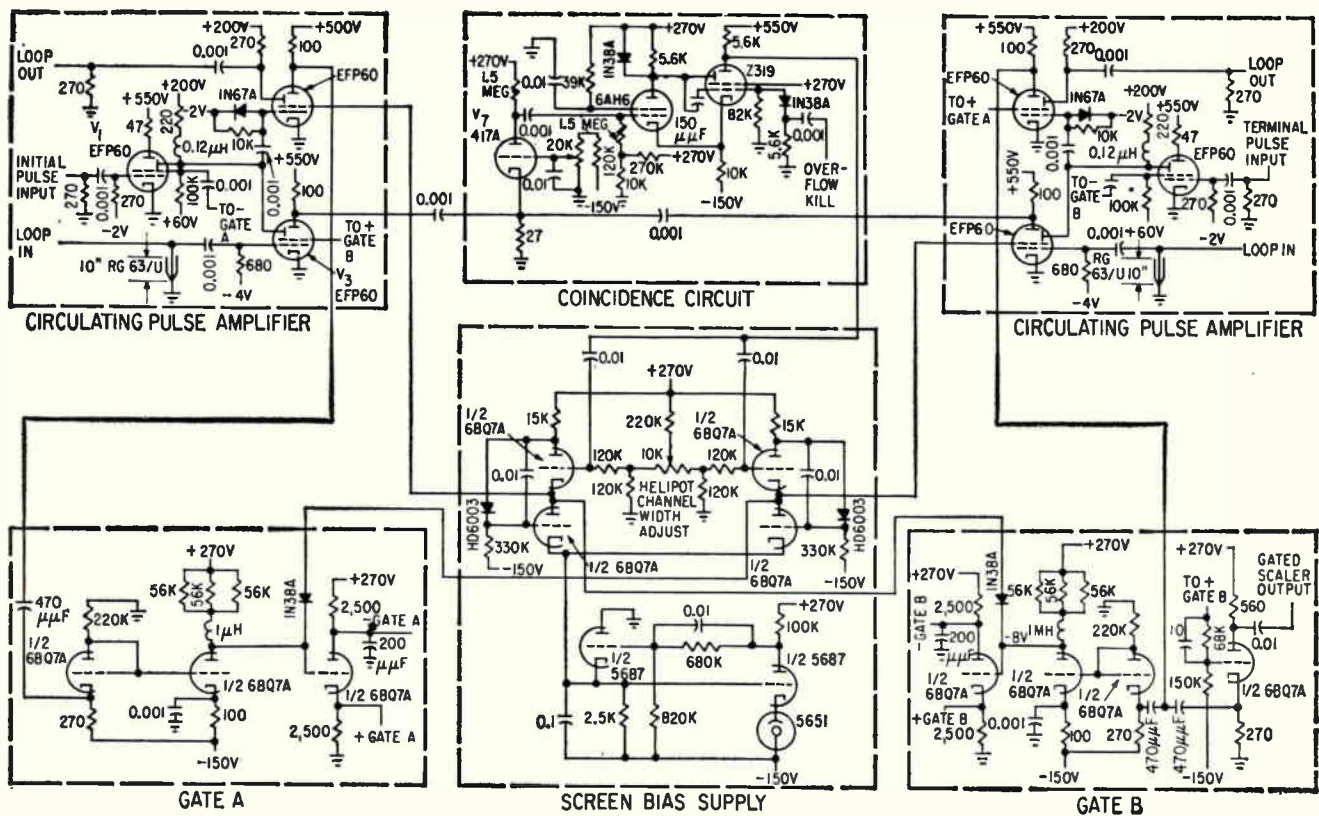 +200V
+500V
270
100
0.001
LOOP OUT
EFP60
270
+200V
1N67A
+550V
-2V
V1
47
220
10K
EFP60
0.12μH
+550V
INITIAL PULSE INPUT
100
270
0.001
270
100K
0.001
0.001
-2V
+60V
TO- GATE A
TO+ GATE B
LOOP IN
10" RG 63/U
0.001
680
-4V
V3
EFP60
CIRCULATING PULSE AMPLIFIER
+270V
+550V
1N38A
5.6K
5.6K
+270V
L5 MEG
0.01
39K
Z319
+270V
6AH6
1N38A
V7
417A
0.001
L5 MEG
150 μμF
82K
0.001
20K
120K
270K
+270V
5.6K
0.01
10K
10K
OVER-FLOW KILL
-150V
-150V
0.001
0.001
27
COINCIDENCE CIRCUIT
+550V
+200V
100
270
0.001
EFP60
LOOP OUT
1N67A
+200V
270
TO+ GATE A
-2V
+550V
10K
220
47
TERMINAL PULSE INPUT
0.001
0.12μH
EFP60
+550V
100
TO- GATE B
100K
270
0.001
270
EFP60
0.001
+60V
-2V
LOOP IN
680
RG 63/U
10"
-4V
CIRCULATING PULSE AMPLIFIER
0.01
0.01
+270V
1/2 6BQ7A
15K
220K
1/2 6BQ7A
15K
120K
10K
120K
0.01
0.01
120K
HELIPOT CHANNEL WIDTH ADJUST
120K
HD6003
HD6003
330K
330K
-150V
1/2 6BQ7A
1/2 6BQ7A
-150V
+270V
0.01
100K
680K
1/2 5687
1/2 5687
0.1
2.5K
820K
5651
-150V
SCREEN BIAS SUPPLY
+270V
56K
56K
56K
1N38A
+270V
470 μμF
220K
2,500
-GATE A
1μH
200 μμF
1/2 6BQ7A
1/2 6BQ7A
1/2 6BQ7A
0.001
270
100
2,500
+GATE A
-150V
GATE A
+270V
1N38A
+270V
+270V
GATED SCALER OUTPUT
56K
56K
56K
TO+ GATE B
2,500
560
-GATE B
200 μμF
-8V
1MH
220K
10
68K
0.01
1/2 6BQ7A
1/2 6BQ7A
1/2 6BQ7A
150K
1/2 6BQ7A
+GATE B
2,500
0.001
100
270
470μμF
470μμF
270
-150V
-150V
GATE B